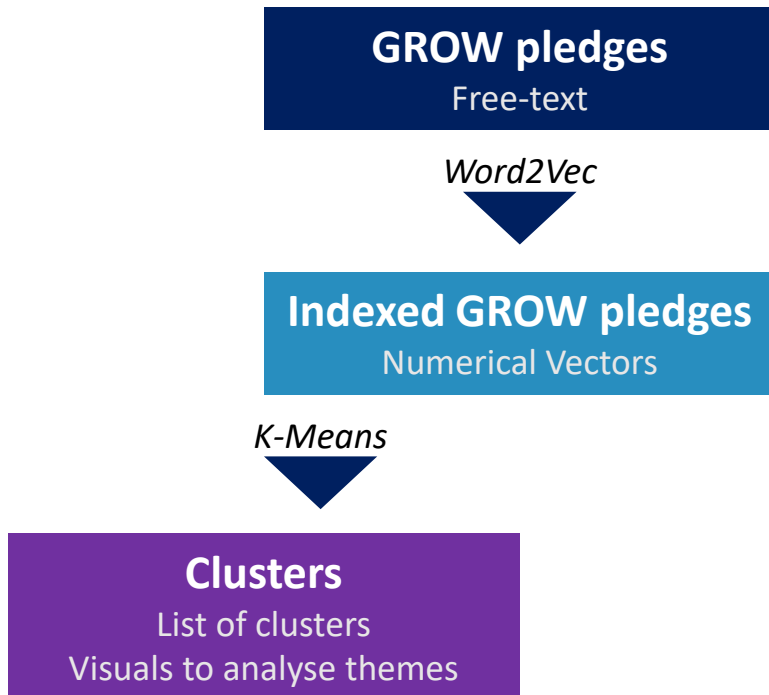 GROW pledges
Free-text
Word2Vec
Indexed GROW pledges
Numerical Vectors
K-Means
Clusters
List of clusters
Visuals to analyse themes